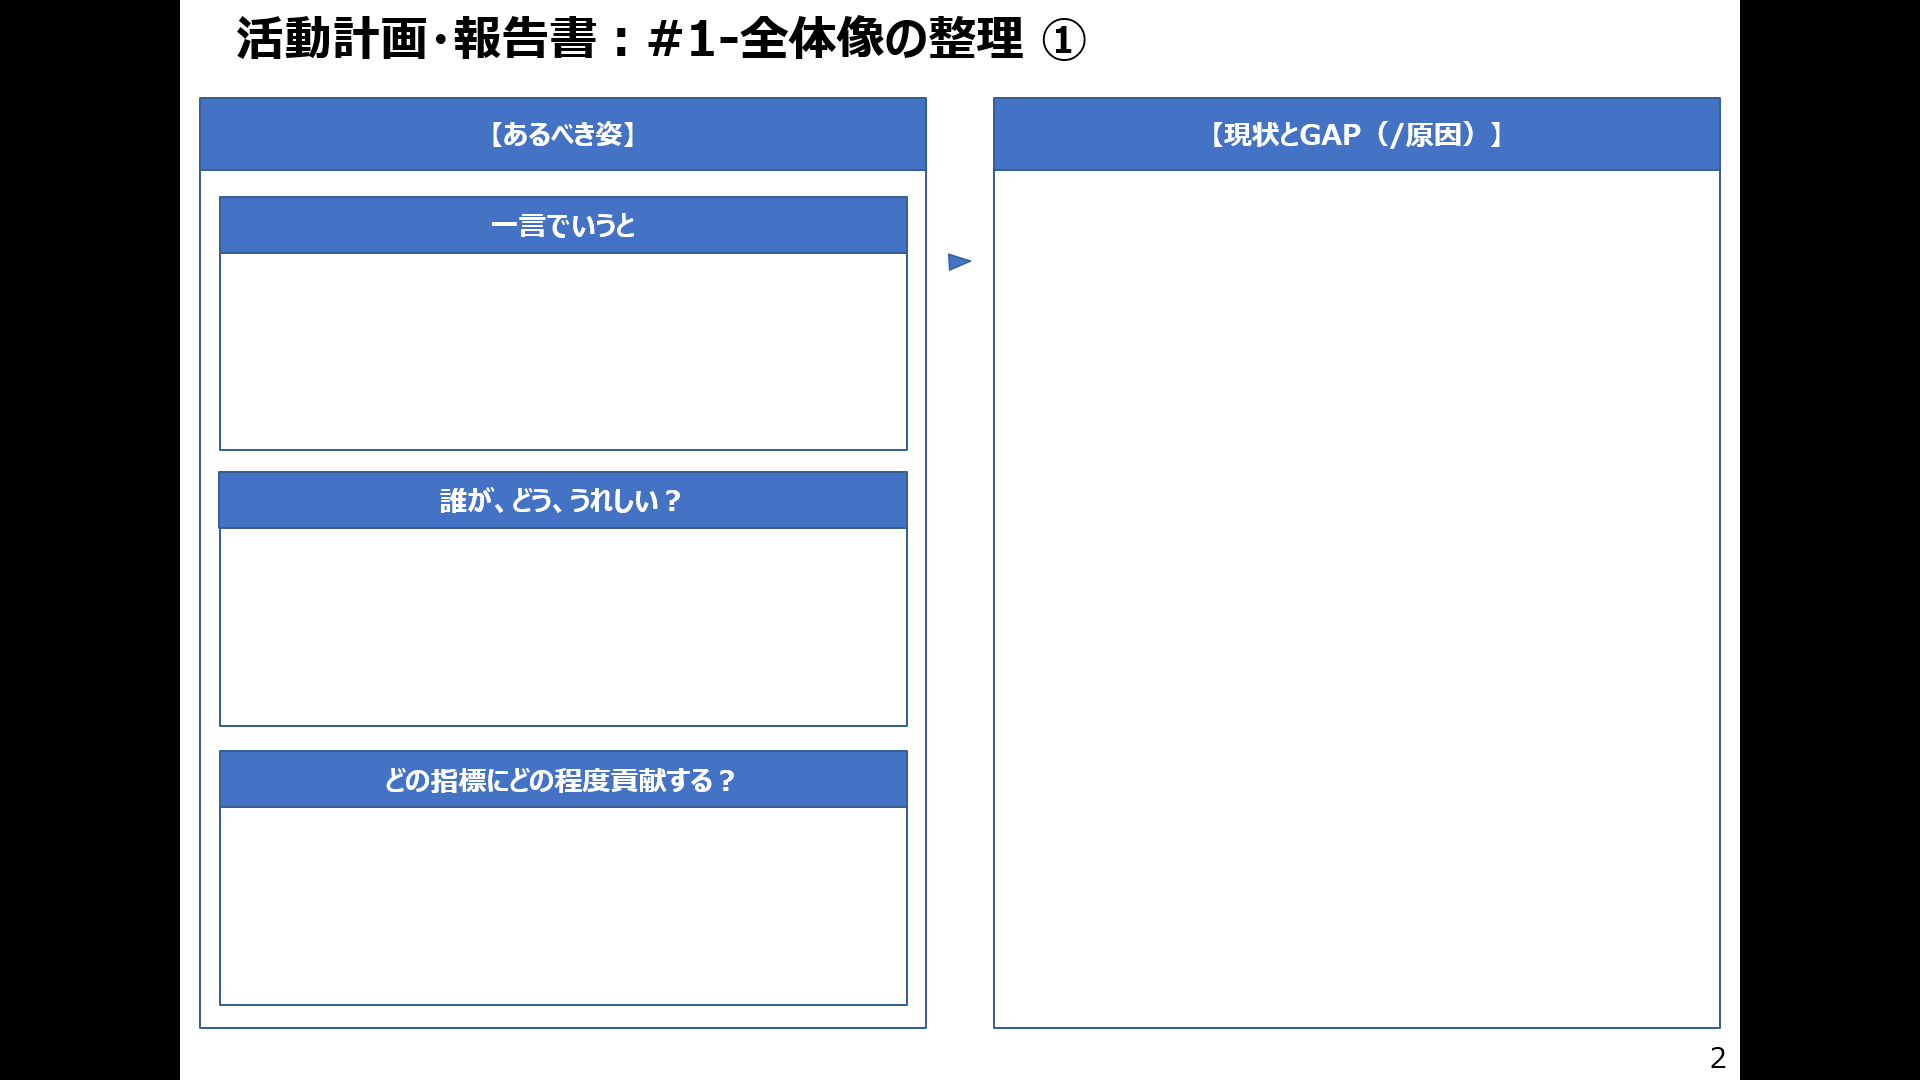 活動計画･報告書：#1-全体像の整理 ①
【あるべき姿】
一言でいうと
誰が、どう、うれしい？
どの指標にどの程度貢献する？
【現状とGAP（/原因）】
2